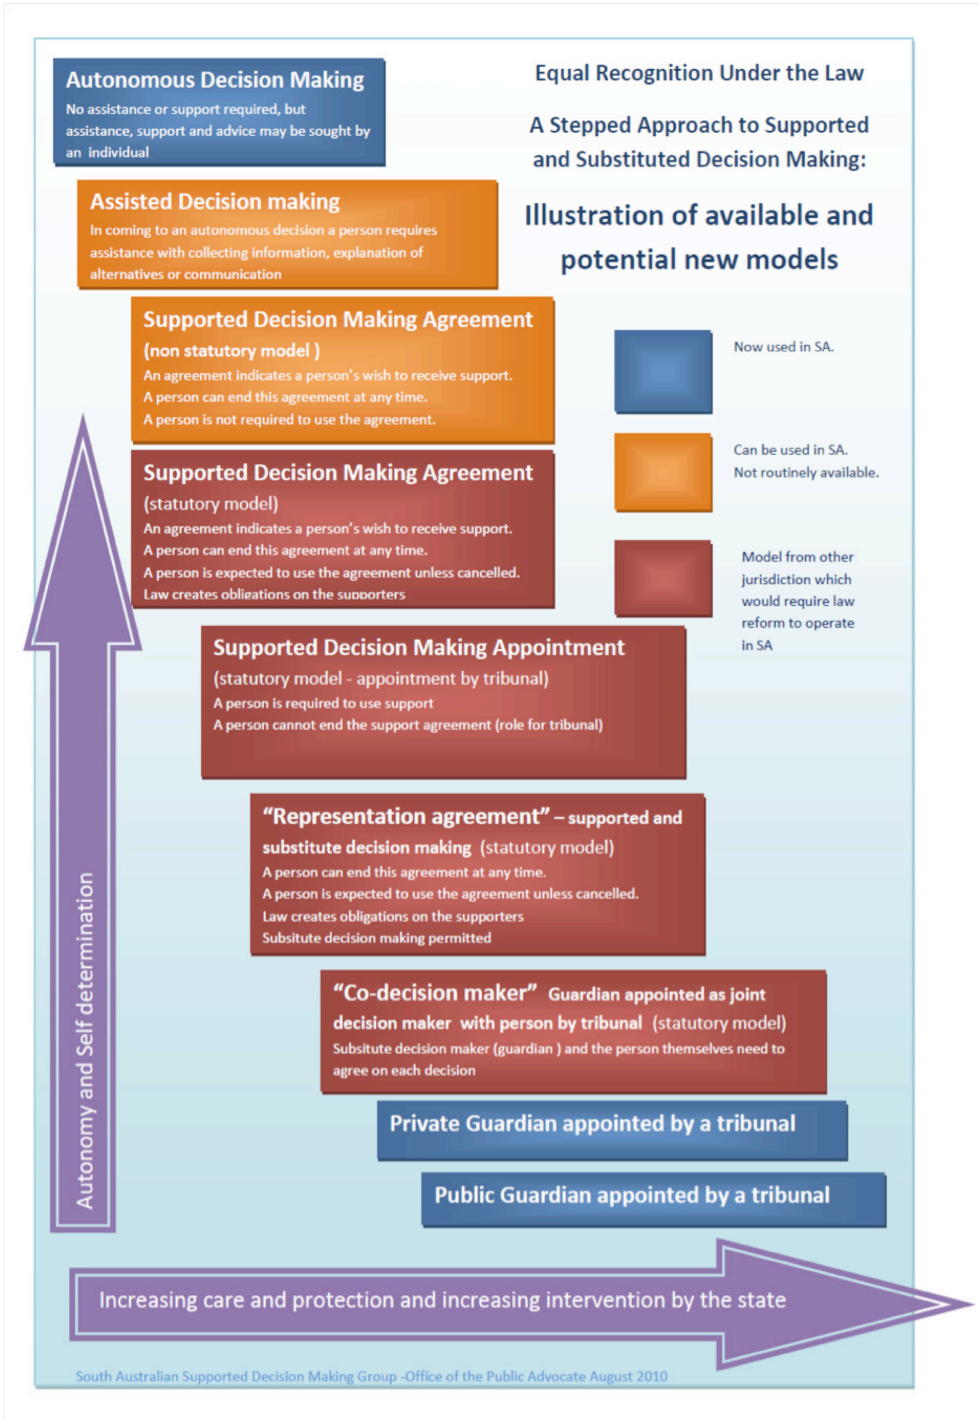 Autonomous Decision Making
No assistance or support required, but
assistance, support and advice may be sought by
an  individual
Equal Recognition Under the Law
A Stepped Approach to Supported
and Substituted Decision Making:
Illustration of available and
potential new models
Assisted Decision making
In coming to an autonomous decision a person requires
assistance with collecting information, explanation of
alternatives or communication
Supported Decision Making Agreement
(non statutory model )
An agreement indicates a person's wish to receive support.
A person can end this agreement at any time.
A person is not required to use the agreement.
Now used in SA.
Can be used in SA.
Not routinely available.
Model from other
jurisdiction which
would require law
reform to operate
in SA
Supported Decision Making Agreement
(statutory model)
An agreement indicates a person's wish to receive support.
A person can end this agreement at any time.
A person is expected to use the agreement unless cancelled.
Law creates obligations on the supporters
Supported Decision Making Appointment
(statutory model - appointment by tribunal)
A person is required to use support
A person cannot end the support agreement (role for tribunal)
“Representation agreement” – supported and
substitute decision making  (statutory model)
A person can end this agreement at any time.
A person is expected to use the agreement unless cancelled.
Law creates obligations on the supporters
Subsitute decision making permitted
“Co-decision maker”  Guardian appointed as joint
decision maker  with person by tribunal  (statutory model)
Subsitute decision maker (guardian ) and the person themselves need to
agree on each decision
Private Guardian appointed by a tribunal
Public Guardian appointed by a tribunal
Autonomy and Self determination
Increasing care and protection and increasing intervention by the state
South Australian Supported Decision Making Group -Office of the Public Advocate August 2010